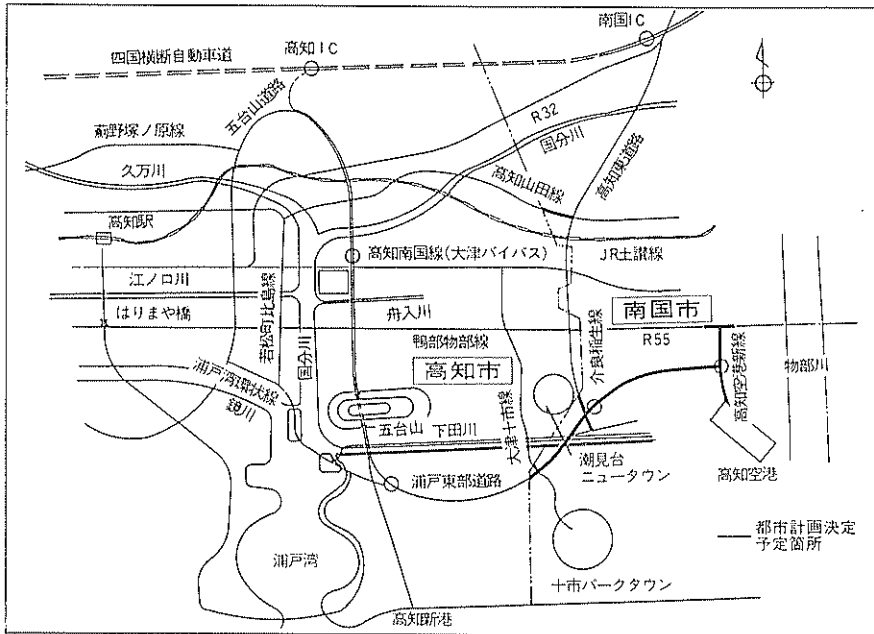 南国IC
高知IC
四国横断自動車道
五台山道路
R32
国分川
薊野塚ノ原線
久万川
高知山田線
高知東道路
高知駅
高知南国線(大津バイパス)
JR土讃線
江ノ口川
若松町比島線
舟入川
介良稲生線
南国市
はりまや橋
国分川
鴨部物部線
R55
高知空港新線
物部川
浦戸湾環状線
高知市
鏡川
五台山
下田川
大津十市線
潮見台
ニュータウン
高知空港
浦戸東部道路
都市計画決定
予定箇所
浦戸湾
十市パークタウン
高知新港